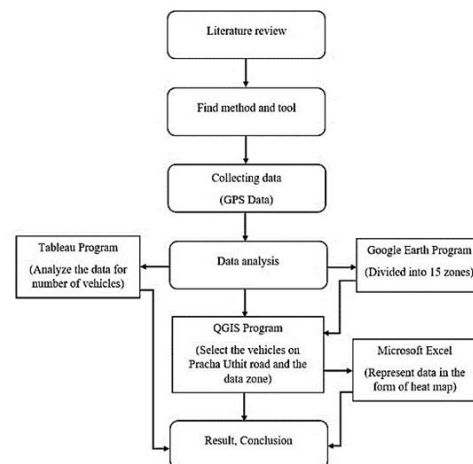 Literature review
Find method and tool
Collecting data
(GPS Data)
Tableau Program
(Analyze the data for
number of vehicles)
Data analysis
Google Earth Program
(Divided into 15 zones)
QGIS Program
(Select the vehicles on
Pracha Uthit road and the
data zone)
Microsoft Excel
(Represent data in the
form of heat map)
Result, Conclusion